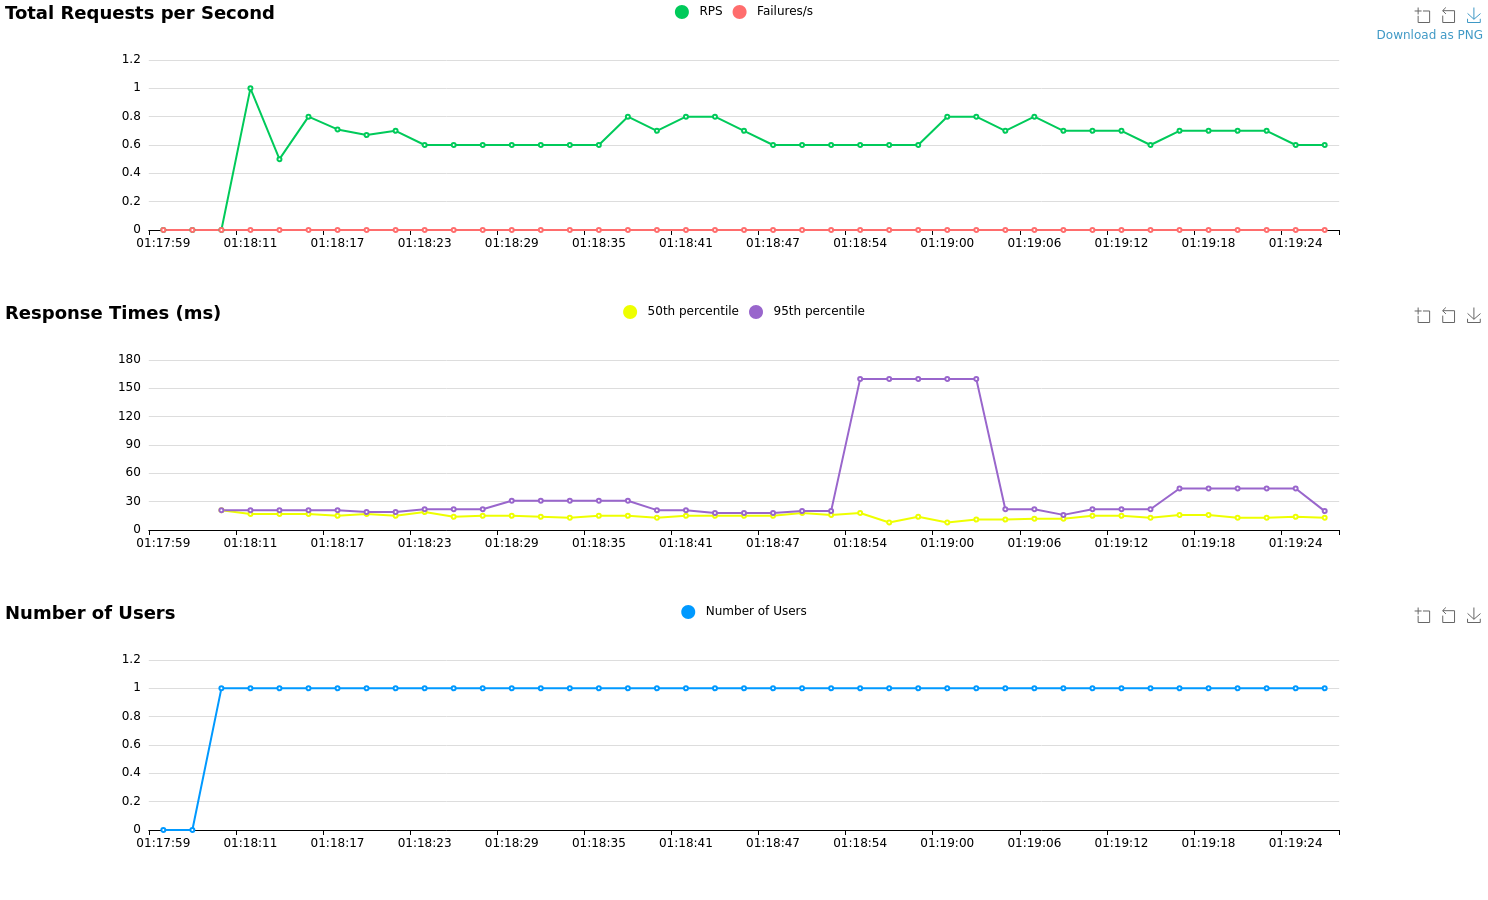 Total Requests per Second
RPS Failures/s
Download as PNG
1.2
1
0.8
0.6
0.4
0.2
0
01:17:59 01:18:11 01:18:17 01:18:23 01:18:29 01:18:35 01:18:41 01:18:47 01:18:54 01:19:00 01:19:06 01:19:12 01:19:18 01:19:24
Response Times (ms)
50th percentile 95th percentile
180
150
120
90
60
30
0
01:17:59 01:18:11 01:18:17 01:18:23 01:18:29 01:18:35 01:18:41 01:18:47 01:18:54 01:19:00 01:19:06 01:19:12 01:19:18 01:19:24
Number of Users
Number of Users
1.2
1
0.8
0.6
0.4
0.2
0
01:17:59 01:18:11 01:18:17 01:18:23 01:18:29 01:18:35 01:18:41 01:18:47 01:18:54 01:19:00 01:19:06 01:19:12 01:19:18 01:19:24